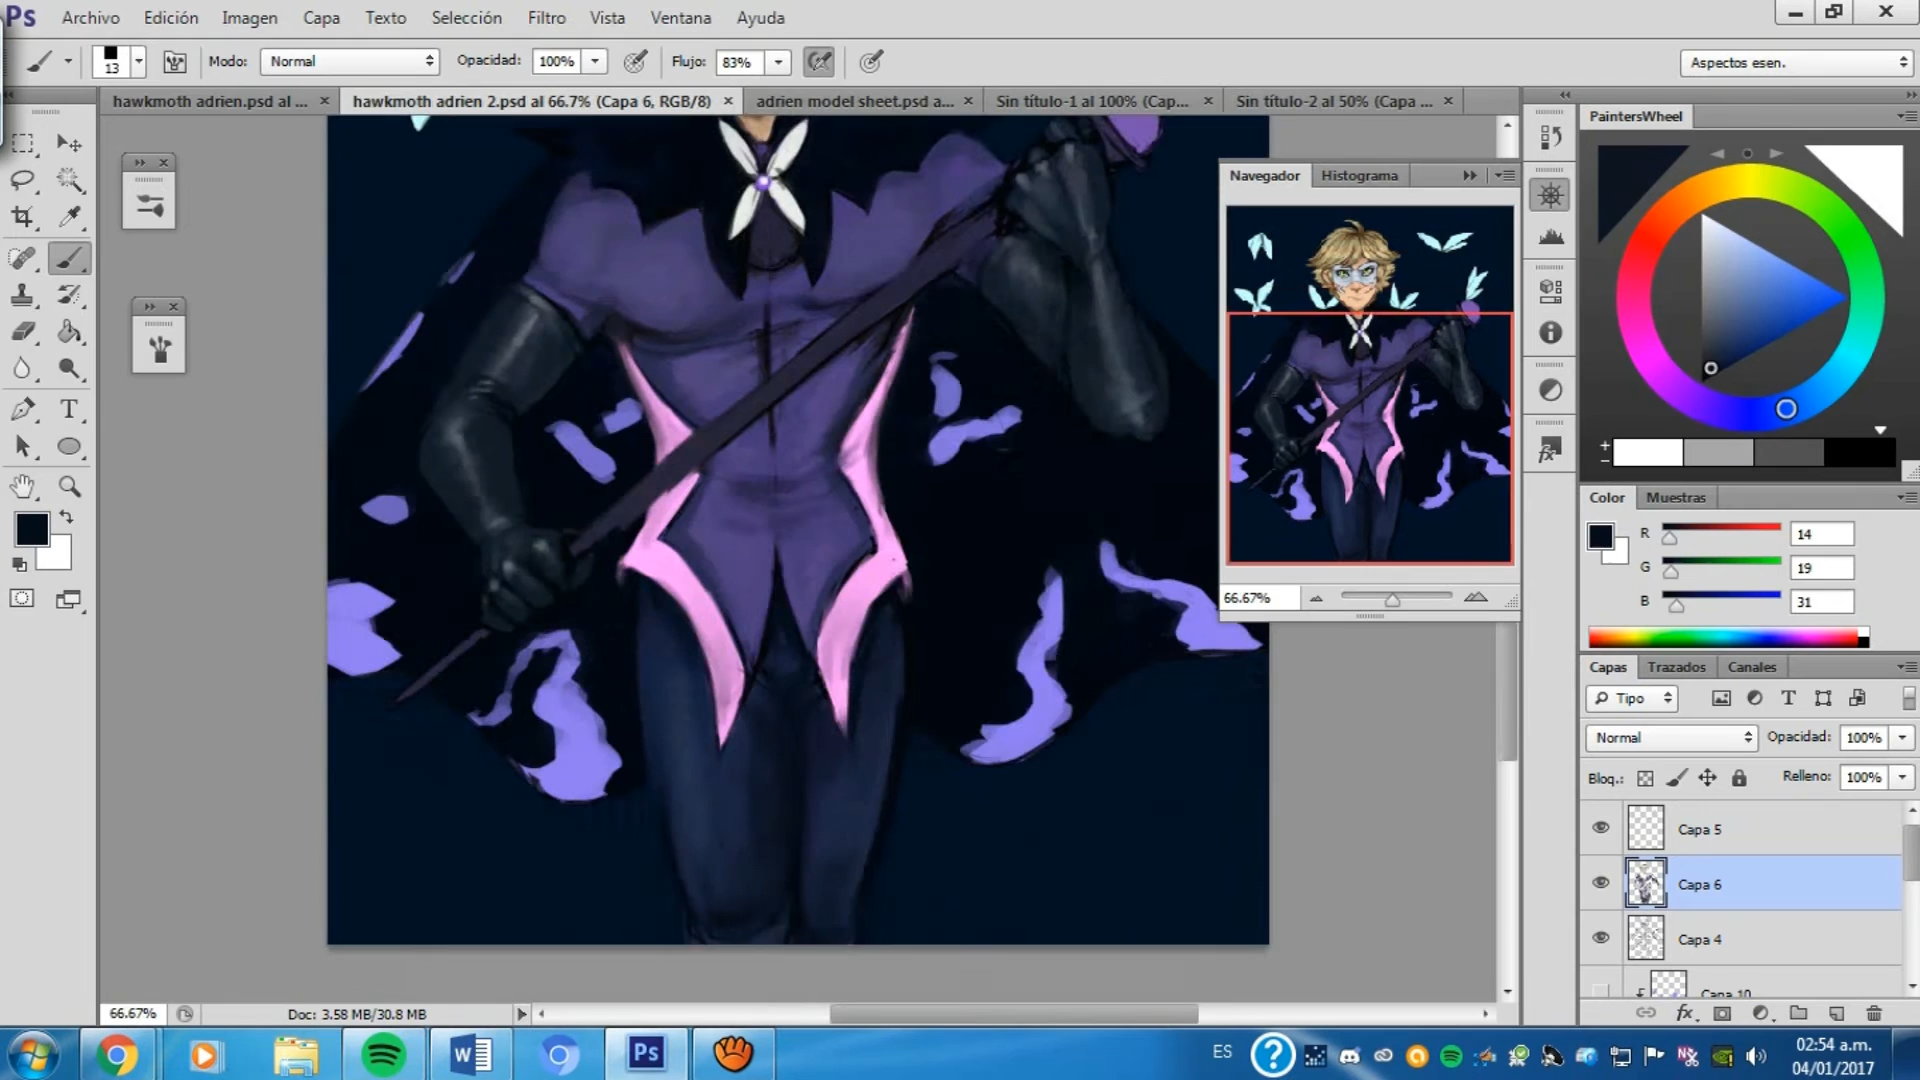 Ps Archivo Edición Imagen Capa Texto Selección Filtro Vista Ventana Ayuda
13 Modo: Normal Opacidad: 100% Flujo: 83% Aspectos esen.
hawkmoth adrien.psd al ... × hawkmoth adrien 2.psd al 66.7% (Capa 6, RGB/8) × adrien model sheet.psd a... × Sin título-1 al 100% (Cap... × Sin título-2 al 50% (Capa ... ×
PaintersWheel
Navegador Histograma
66.67%
Color Muestras
R 14
G 19
B 31
Capas Trazados Canales
Tipo
Normal Opacidad: 100%
Bloq.: Relleno: 100%
Capa 5
Capa 6
Capa 4
Capa 10
66.67% Doc: 3.58 MB/30.8 MB
fx
W Ps ES 02:54 a.m.
04/01/2017